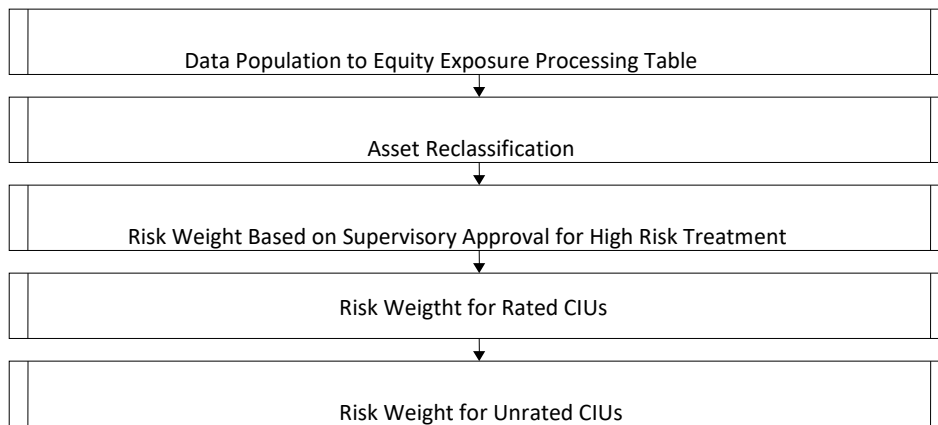 Data Population to Equity Exposure Processing Table
Asset Reclassification
Risk Weight Based on Supervisory Approval for High Risk Treatment
Risk Weigtht for Rated CIUs
Risk Weight for Unrated CIUs